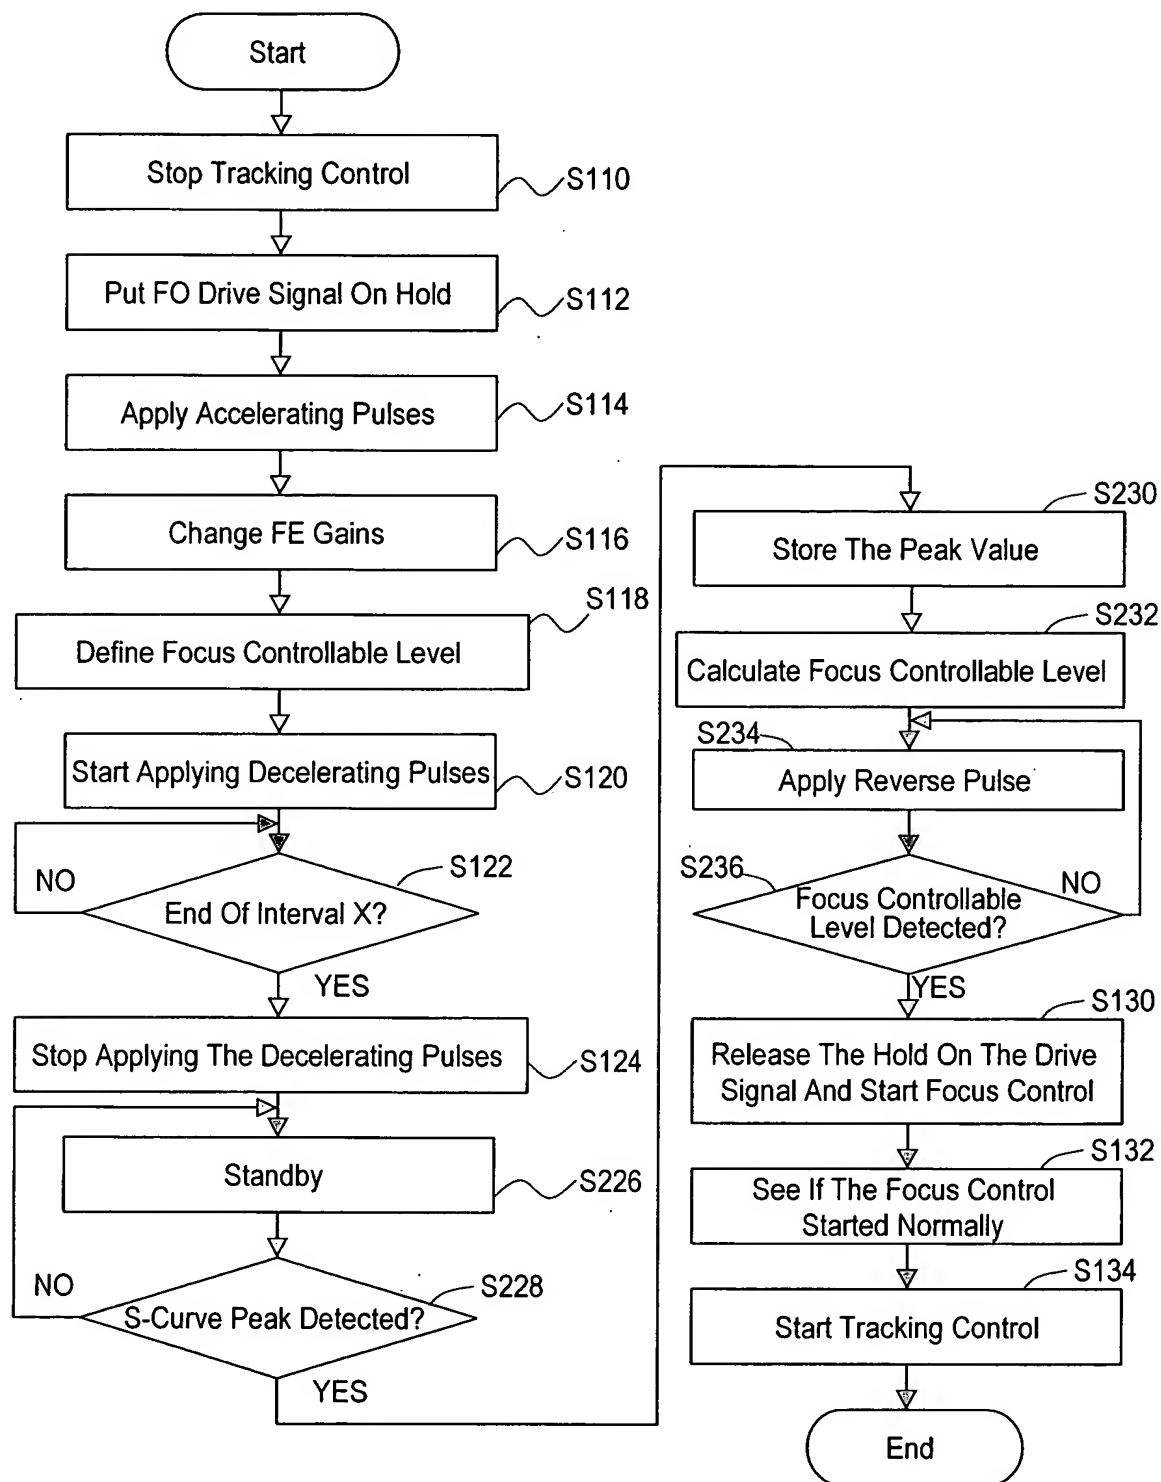 Start
Stop Tracking Control
S110
Put FO Drive Signal On Hold
S112
Apply Accelerating Pulses
S114
Change FE Gains
S116
S118
Define Focus Controllable Level
Start Applying Decelerating Pulses
S120
NO
S122
End Of Interval X?
YES
Stop Applying The Decelerating Pulses
S124
Standby
S226
NO
S228
S-Curve Peak Detected?
YES
S230
Store The Peak Value
S232
Calculate Focus Controllable Level
S234
Apply Reverse Pulse
S236
NO
Focus Controllable
Level Detected?
YES
S130
Release The Hold On The Drive
Signal And Start Focus Control
S132
See If The Focus Control
Started Normally
S134
Start Tracking Control
End